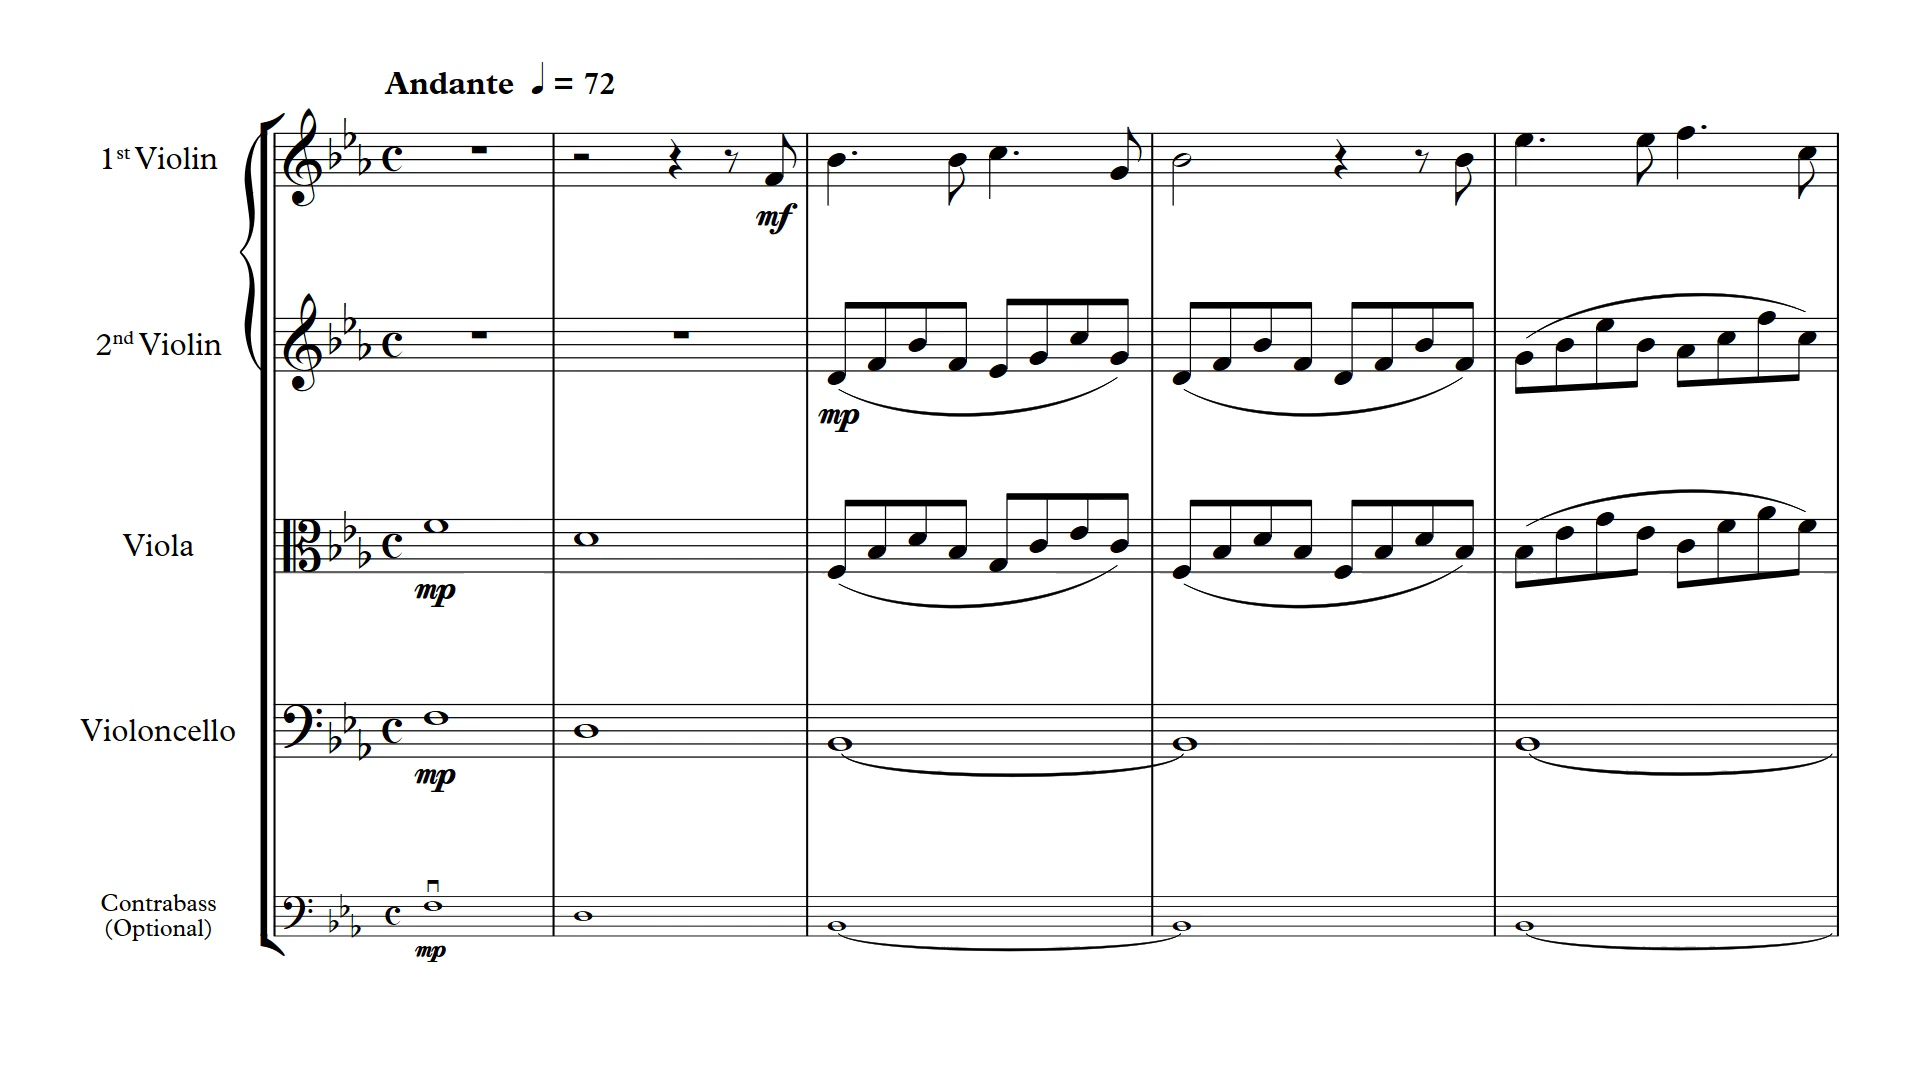 Andante ♩ = 72
1st Violin
mf
2nd Violin
mp
Viola
mp
Violoncello
mp
Contrabass
(Optional)
mp